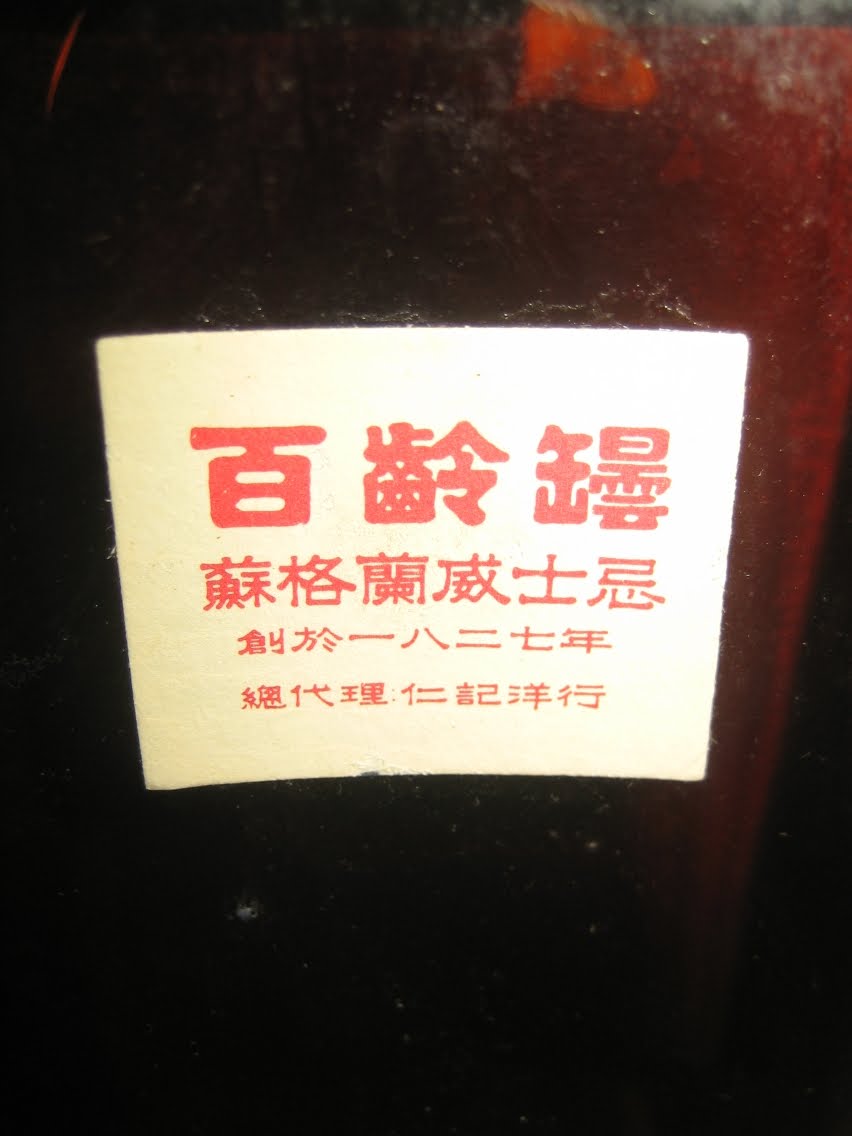 百齡罎
蘇格蘭威士忌
創於一八二七年
總代理:仁記洋行